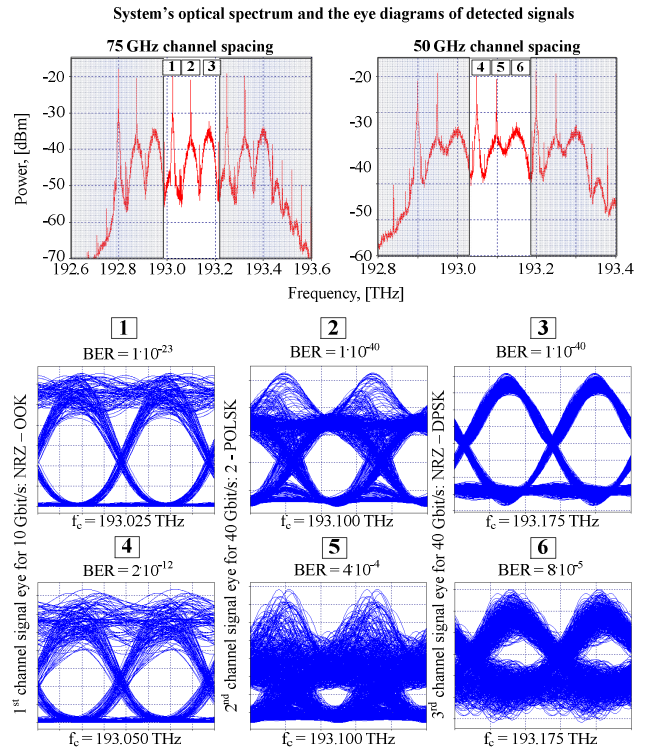 System's optical spectrum and the eye diagrams of detected signals
75 GHz channel spacing
50 GHz channel spacing
1 2 3
4 5 6
Power, [dBm]
-20
-30
-40
-50
-60
-70
192.6 192.8 193.0 193.2 193.4 193.6
-20
-30
-40
-50
-60
192.8 193.0 193.2 193.4
Frequency, [THz]
1
BER = 1·10⁻²³
1ˢᵗ channel signal eye for 10 Gbit/s: NRZ – OOK
f_c = 193.025 THz
2
BER = 1·10⁻⁴⁰
2ⁿᵈ channel signal eye for 40 Gbit/s: 2 - POLSK
f_c = 193.100 THz
3
BER = 1·10⁻⁴⁰
3ʳᵈ channel signal eye for 40 Gbit/s: NRZ – DPSK
f_c = 193.175 THz
4
BER = 2·10⁻¹²
f_c = 193.050 THz
5
BER = 4·10⁻⁴
f_c = 193.100 THz
6
BER = 8·10⁻⁵
f_c = 193.175 THz